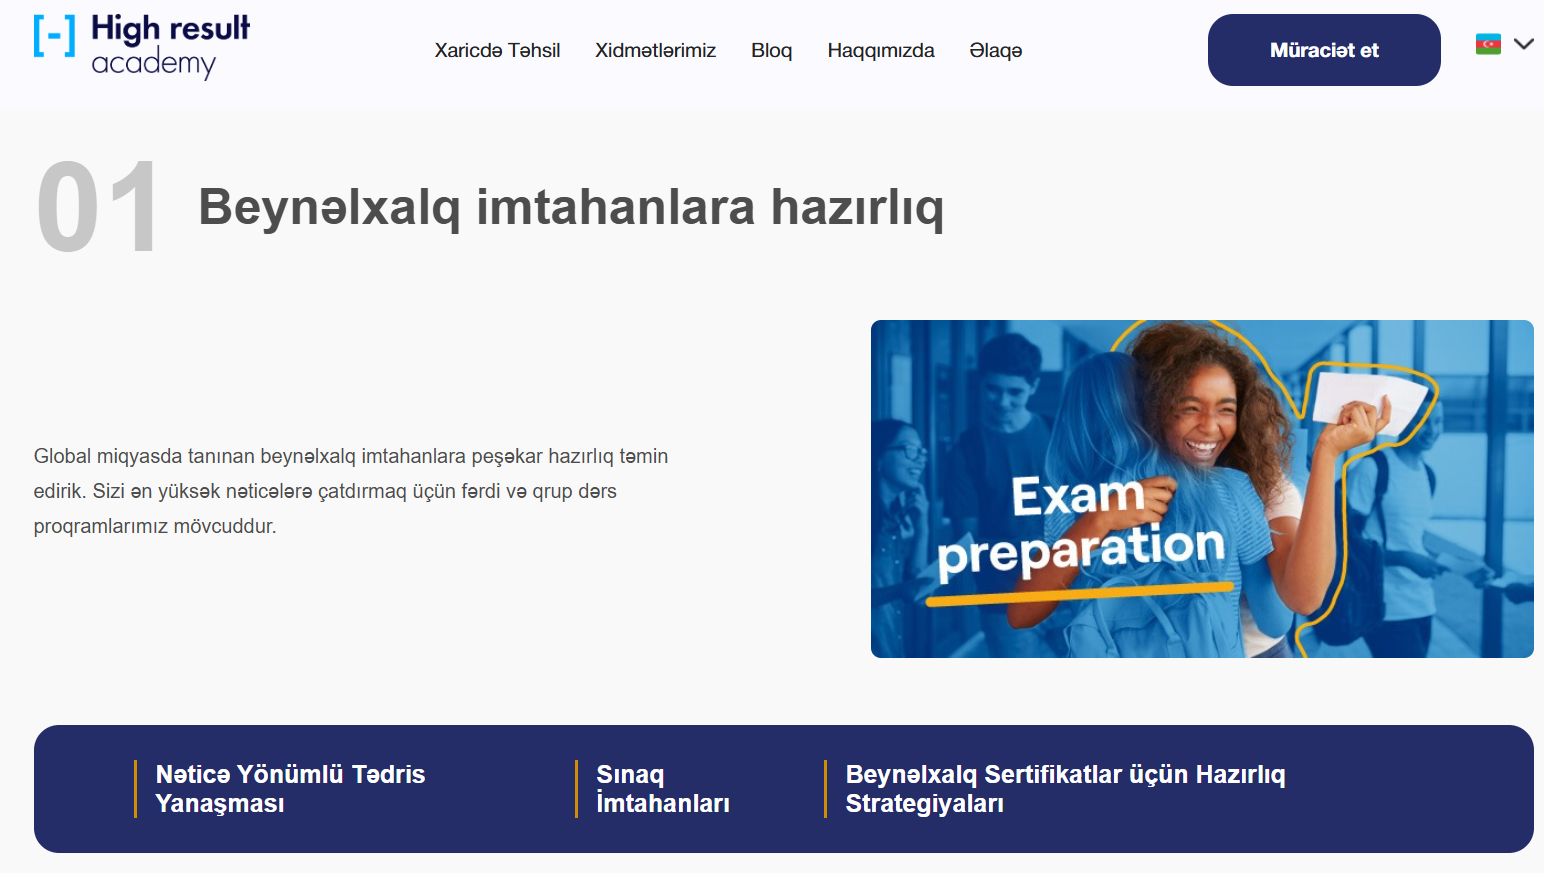 [-] High result
academy
Xaricdə Təhsil Xidmətlərimiz Bloq Haqqımızda Əlaqə
Müraciət et
01 Beynəlxalq imtahanlara hazırlıq
Global miqyasda tanınan beynəlxalq imtahanlara peşəkar hazırlıq təmin
edirik. Sizi ən yüksək nəticələrə çatdırmaq üçün fərdi və qrup dərs
proqramlarımız mövcuddur.
Exam
preparation
Nəticə Yönümlü Tədris
Yanaşması
Sınaq
İmtahanları
Beynəlxalq Sertifikatlar üçün Hazırlıq
Strategiyaları